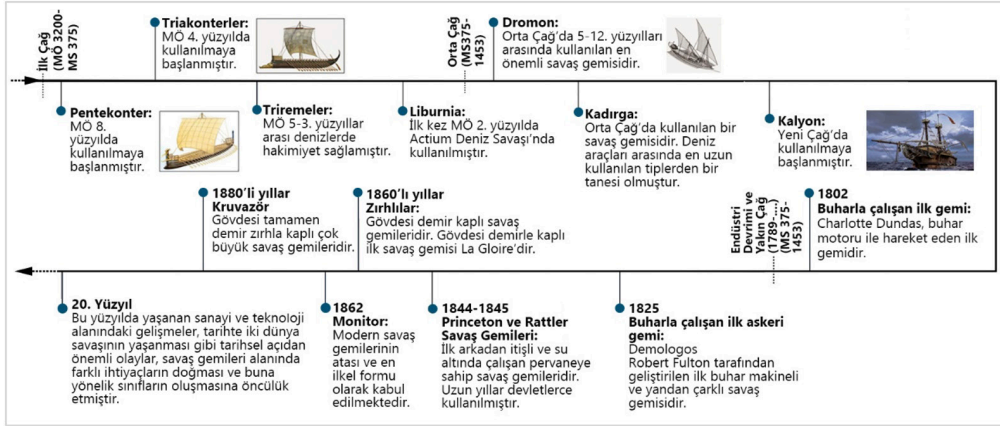 İlk Çağ
(MÖ 3200-
MS 375)
Triakonterler:
MÖ 4. yüzyılda
kullanılmaya
başlanmıştır.
Orta Çağ
(MS375-
1453)
Dromon:
Orta Çağ’da 5-12. yüzyılları
arasında kullanılan en
önemli savaş gemisidir.
Pentekonter:
MÖ 8.
yüzyılda
kullanılmaya
başlanmıştır.
Triremeler:
MÖ 5-3. yüzyıllar
arası denizlerde
hakimiyet sağlamıştır.
Liburnia:
İlk kez MÖ 2. yüzyılda
Actium Deniz Savaşı’nda
kullanılmıştır.
Kadırga:
Orta Çağ’da kullanılan bir
savaş gemisidir. Deniz
araçları arasında en uzun
kullanılan tiplerden bir
tanesi olmuştur.
Kalyon:
Yeni Çağ’da
kullanılmaya
başlanmıştır.
1880’li yıllar
Kruvazör
Gövdesi tamamen
demir zırhla kaplı çok
büyük savaş gemileridir.
1860’lı yıllar
Zırhlılar:
Gövdesi demir kaplı savaş
gemileridir. Gövdesi demirle kaplı
ilk savaş gemisi La Gloire’dir.
Endüstri
Devrimi ve
Yakın Çağ
(1789-....)
(MS 375-
1453)
1802
Buharla çalışan ilk gemi:
Charlotte Dundas, buhar
motoru ile hareket eden ilk
gemidir.
20. Yüzyıl
Bu yüzyılda yaşanan sanayi ve teknoloji
alanındaki gelişmeler, tarihte iki dünya
savaşının yaşanması gibi tarihsel açıdan
önemli olaylar, savaş gemileri alanında
farklı ihtiyaçların doğması ve buna
yönelik sınıfların oluşmasına öncülük
etmiştir.
1862
Monitor:
Modern savaş
gemilerinin
atası ve en
ilkel formu
olarak kabul
edilmektedir.
1844-1845
Princeton ve Rattler
Savaş Gemileri:
İlk arkadan itişli ve su
altında çalışan pervaneye
sahip savaş gemileridir.
Uzun yıllar devletlerce
kullanılmıştır.
1825
Buharla çalışan ilk askeri
gemi:
Demologos
Robert Fulton tarafından
geliştirilen ilk buhar makineli
ve yandan çarklı savaş
gemisidir.